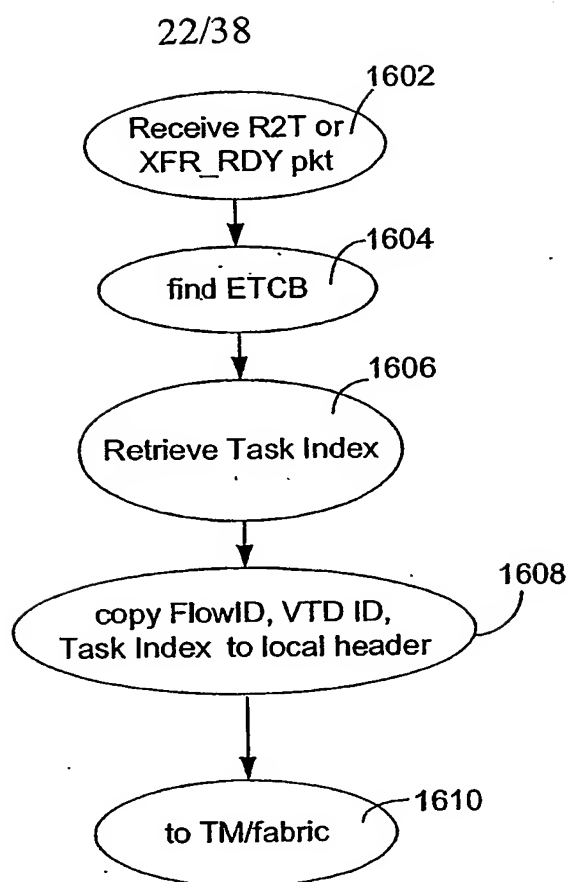 22/38
1602
Receive R2T or
XFR_RDY pkt
1604
find ETCB
1606
Retrieve Task Index
1608
copy FlowID, VTD ID,
Task Index to local header
1610
to TM/fabric